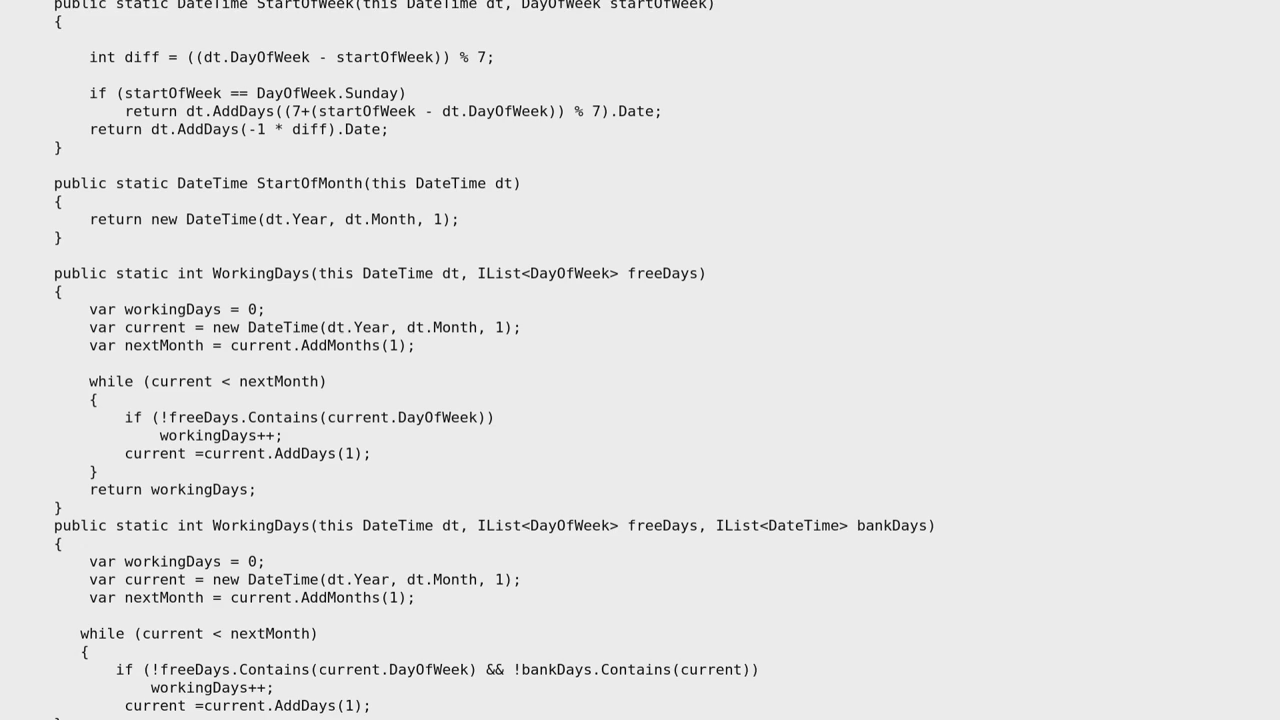 public static DateTime StartOfWeek(this DateTime dt, DayOfWeek startOfWeek)
{
int diff = ((dt.DayOfWeek - startOfWeek)) % 7;
if (startOfWeek == DayOfWeek.Sunday)
return dt.AddDays((7+(startOfWeek - dt.DayOfWeek)) % 7).Date;
return dt.AddDays(-1 * diff).Date;
}
public static DateTime StartOfMonth(this DateTime dt)
{
return new DateTime(dt.Year, dt.Month, 1);
}
public static int WorkingDays(this DateTime dt, IList<DayOfWeek> freeDays)
{
var workingDays = 0;
var current = new DateTime(dt.Year, dt.Month, 1);
var nextMonth = current.AddMonths(1);
while (current < nextMonth)
{
if (!freeDays.Contains(current.DayOfWeek))
workingDays++;
current =current.AddDays(1);
}
return workingDays;
}
public static int WorkingDays(this DateTime dt, IList<DayOfWeek> freeDays, IList<DateTime> bankDays)
{
var workingDays = 0;
var current = new DateTime(dt.Year, dt.Month, 1);
var nextMonth = current.AddMonths(1);
while (current < nextMonth)
{
if (!freeDays.Contains(current.DayOfWeek) && !bankDays.Contains(current))
workingDays++;
current =current.AddDays(1);
}